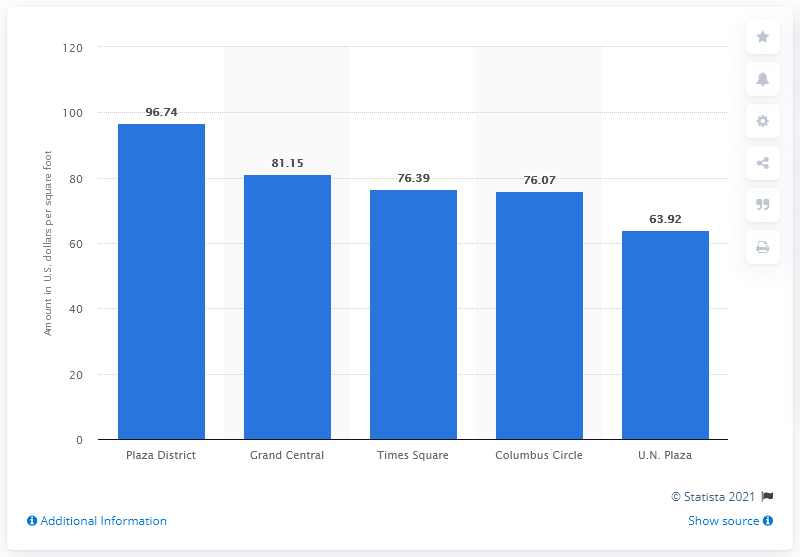 Amount in U.S. dollars per square foot
120
100
80
60
40
20
0
96.74
81.15
76.39
76.07
63.92
Plaza District
Grand Central
Times Square
Columbus Circle
U.N. Plaza
© Statista 2021
Additional Information
Show source